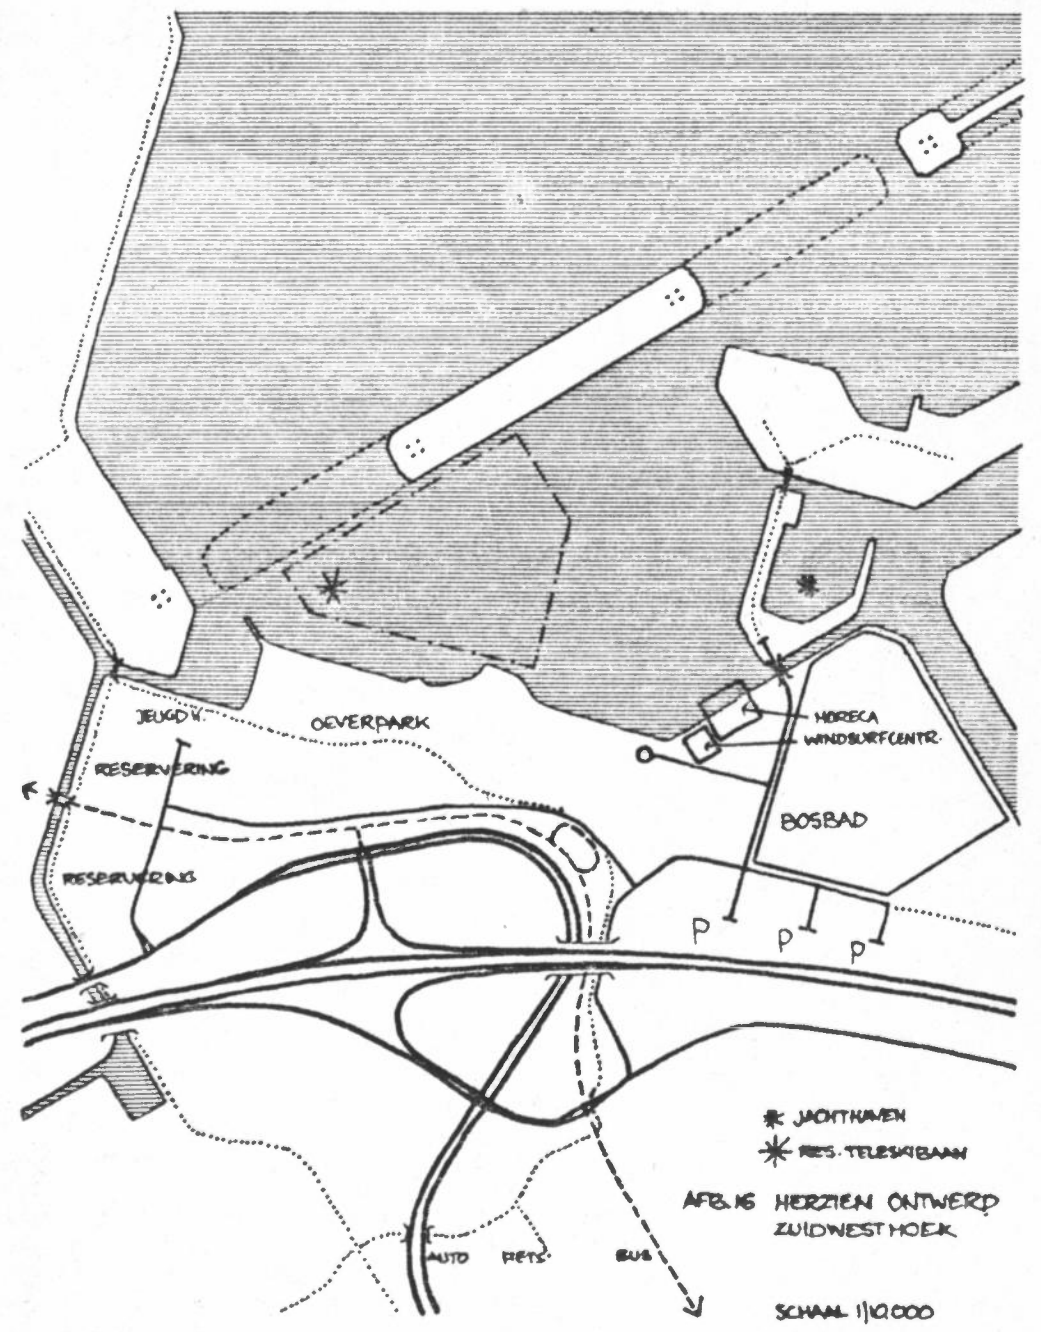 JEUGDH.
OEVERPARK
HORECA
WINDSURFCENTR.
RESERVERING
BOSBAD
RESERVERING
P
P
P
JACHTHAVEN
RES. TELESKIBAAN
AFB. 16 HERZIEN ONTWERP
ZUIDWESTHOEK
AUTO FIETS BUS
SCHAAL 1/10.000